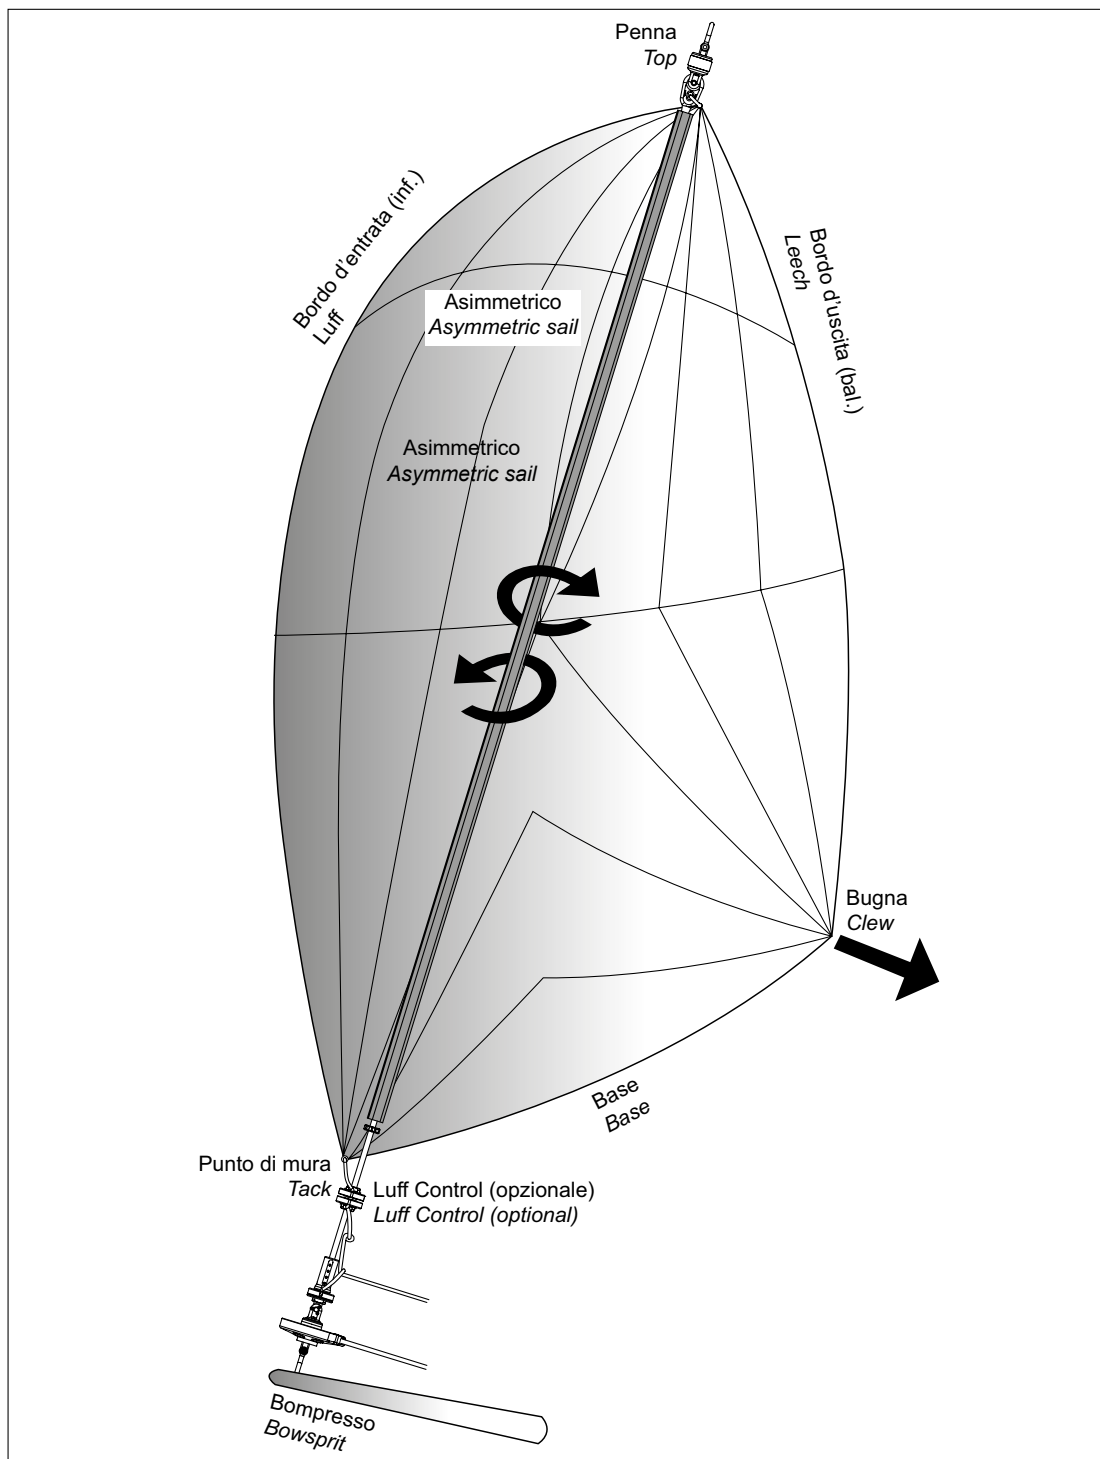 Penna
Top
Bordo d'entrata (inf.)
Luff
Bordo d'uscita (bal.)
Leech
Asimmetrico
Asymmetric sail
Asimmetrico
Asymmetric sail
Bugna
Clew
Base
Base
Punto di mura
Tack
Luff Control (opzionale)
Luff Control (optional)
Bompresso
Bowsprit